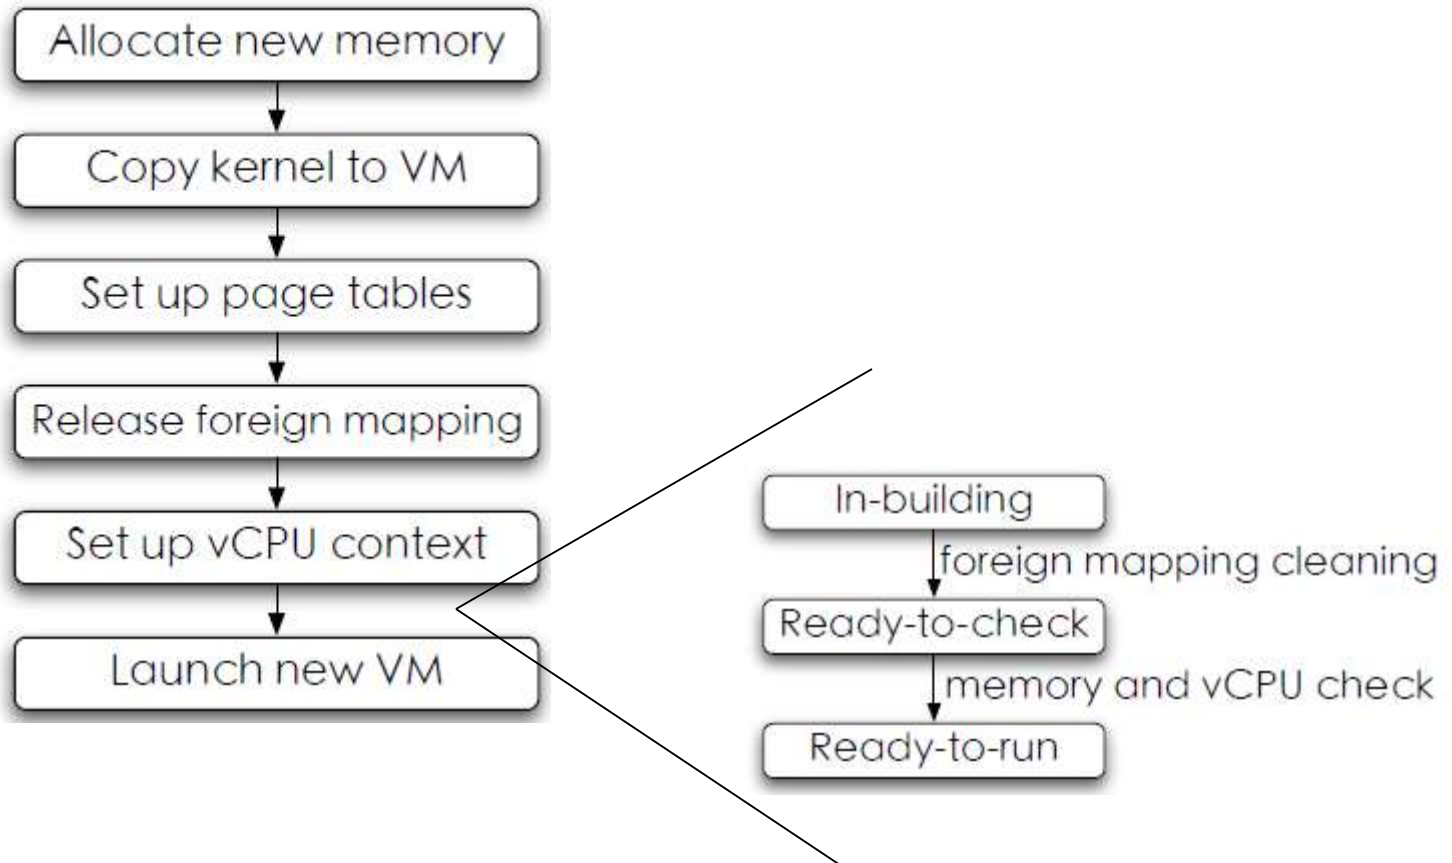 Allocate new memory
Copy kernel to VM
Set up page tables
Release foreign mapping
Set up vCPU context
Launch new VM
In-building
foreign mapping cleaning
Ready-to-check
memory and vCPU check
Ready-to-run